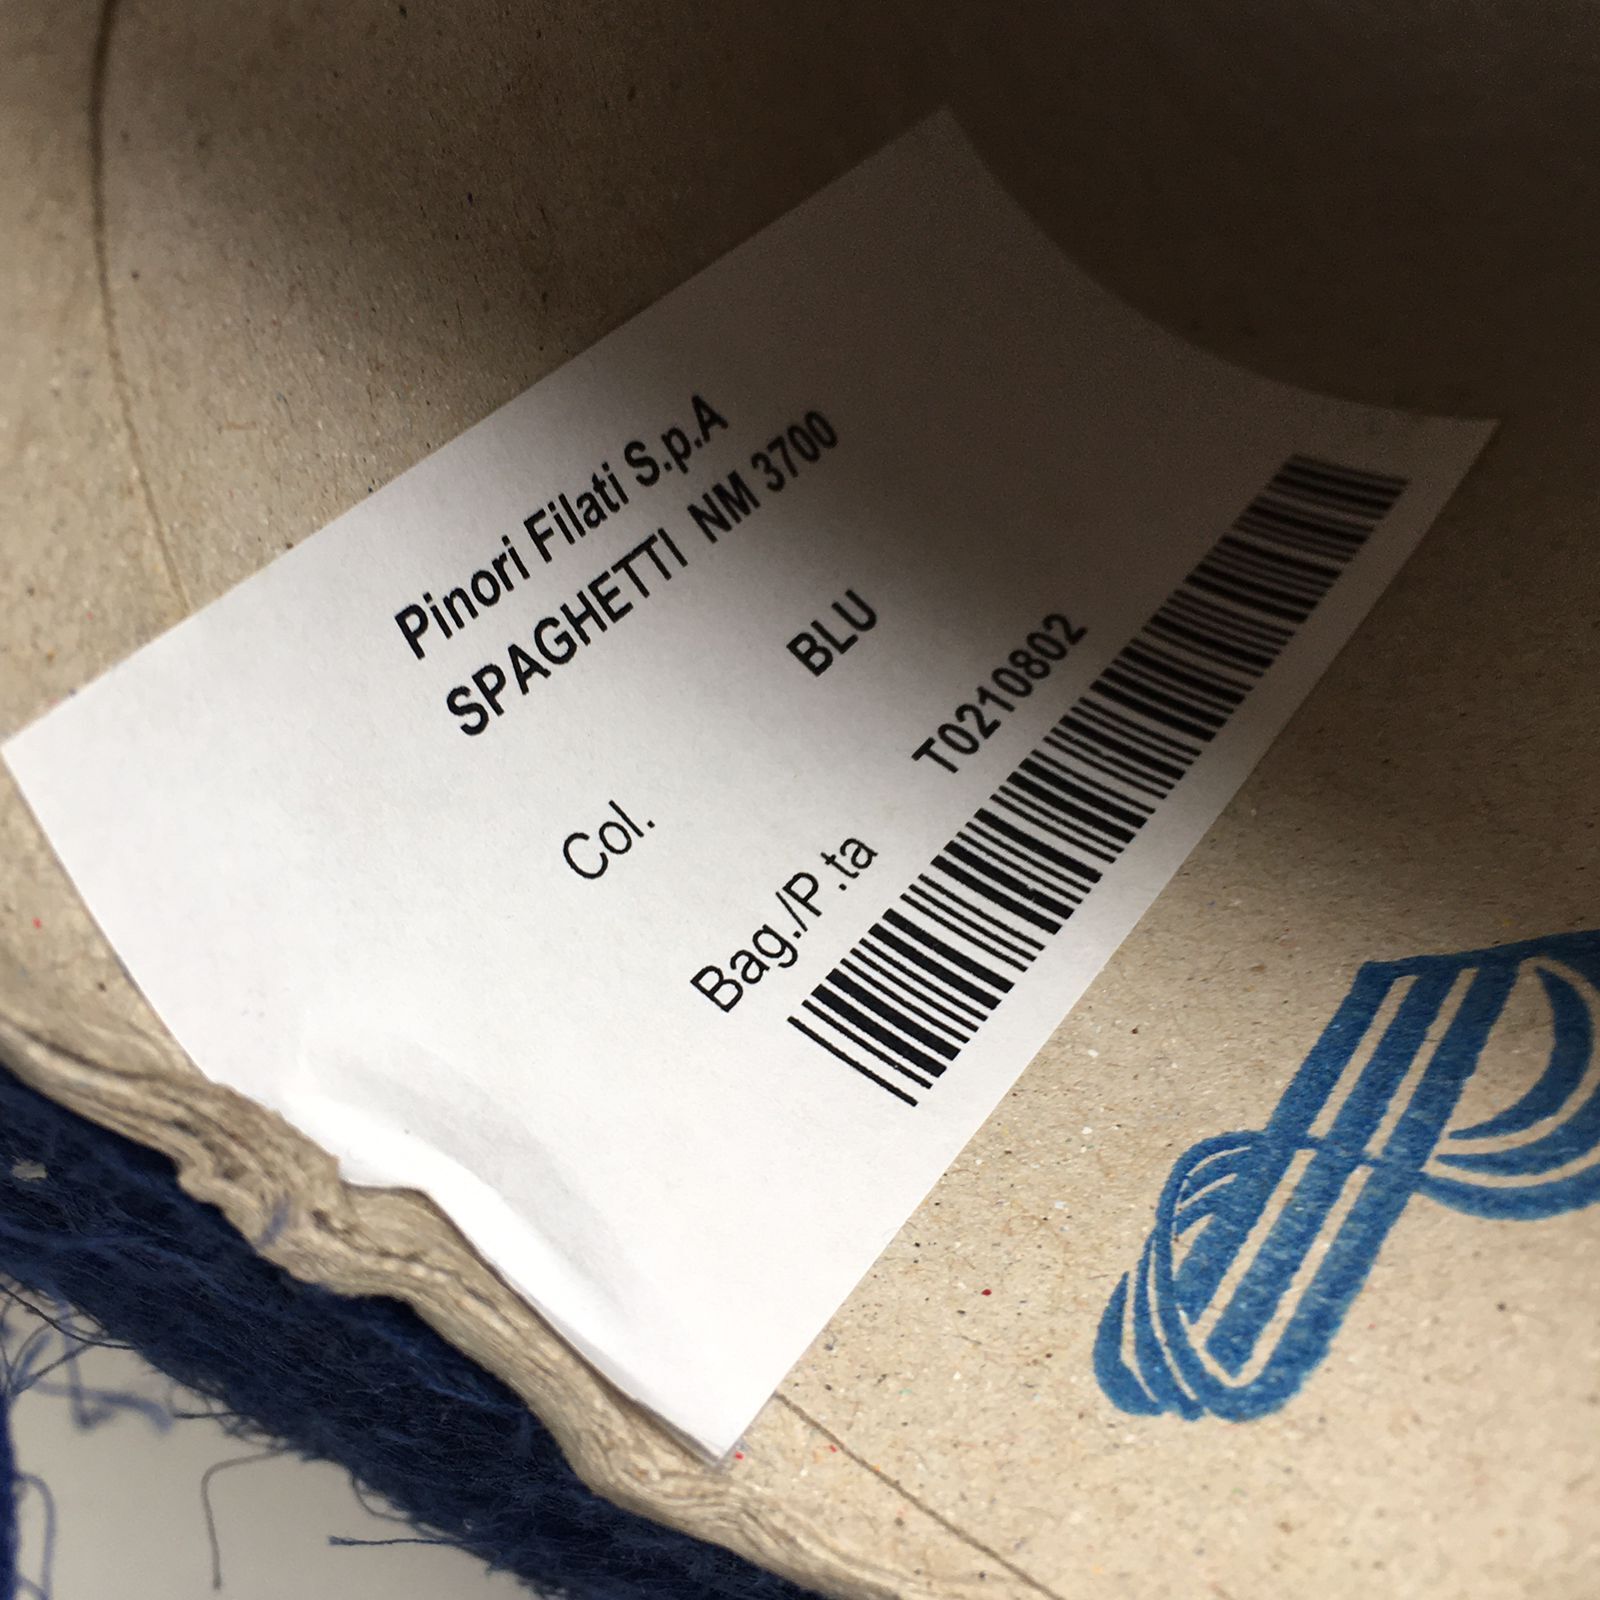 Pinori Filati S.p.A
SPAGHETTI NM 3700
Col. BLU
Bag./P.ta T0210802